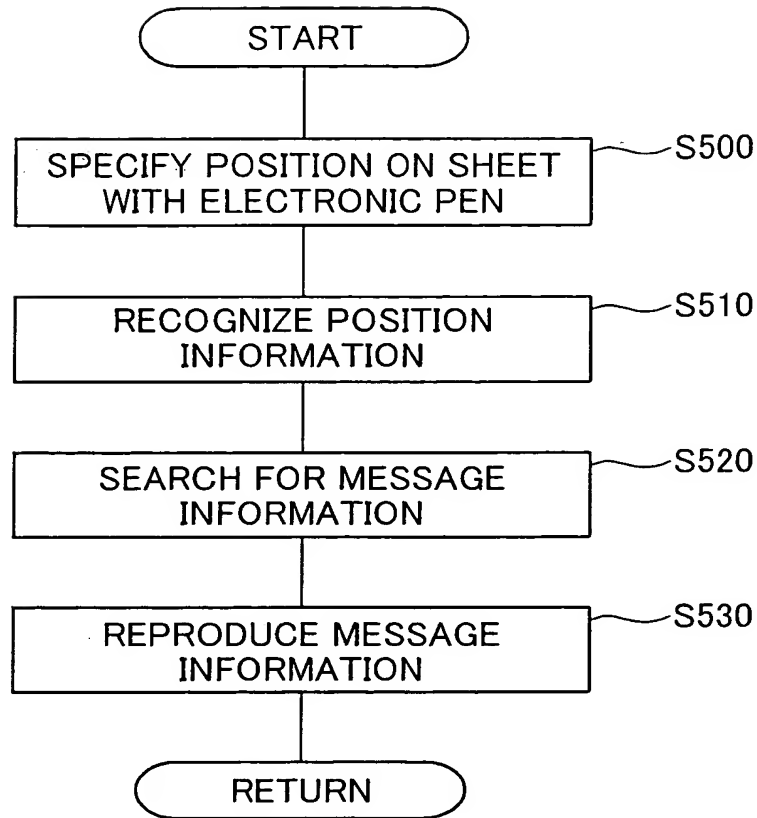 START
SPECIFY POSITION ON SHEET
WITH ELECTRONIC PEN
S500
RECOGNIZE POSITION
INFORMATION
S510
SEARCH FOR MESSAGE
INFORMATION
S520
REPRODUCE MESSAGE
INFORMATION
S530
RETURN